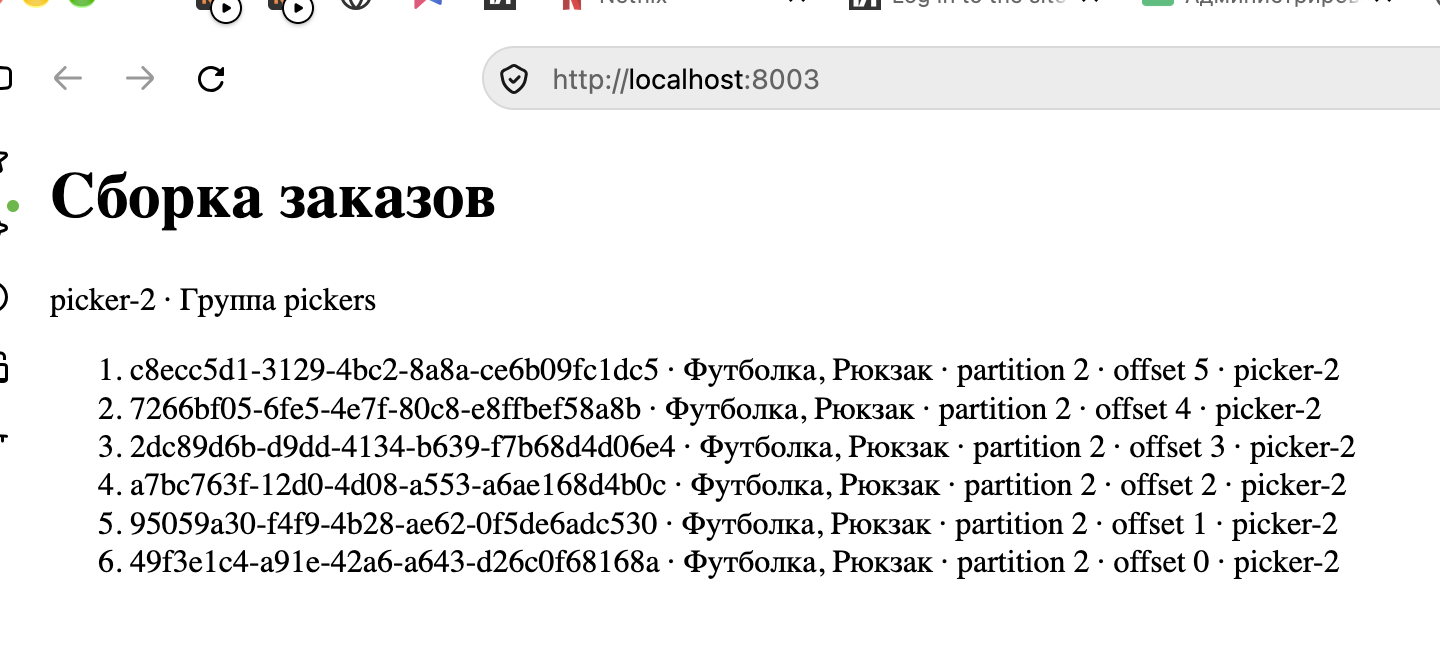 http://localhost:8003
Сборка заказов
picker-2 · Группа pickers
1. c8ecc5d1-3129-4bc2-8a8a-ce6b09fc1dc5 · Футболка, Рюкзак · partition 2 · offset 5 · picker-2
2. 7266bf05-6fe5-4e7f-80c8-e8ffbef58a8b · Футболка, Рюкзак · partition 2 · offset 4 · picker-2
3. 2dc89d6b-d9dd-4134-b639-f7b68d4d06e4 · Футболка, Рюкзак · partition 2 · offset 3 · picker-2
4. a7bc763f-12d0-4d08-a553-a6ae168d4b0c · Футболка, Рюкзак · partition 2 · offset 2 · picker-2
5. 95059a30-f4f9-4b28-ae62-0f5de6adc530 · Футболка, Рюкзак · partition 2 · offset 1 · picker-2
6. 49f3e1c4-a91e-42a6-a643-d26c0f68168a · Футболка, Рюкзак · partition 2 · offset 0 · picker-2